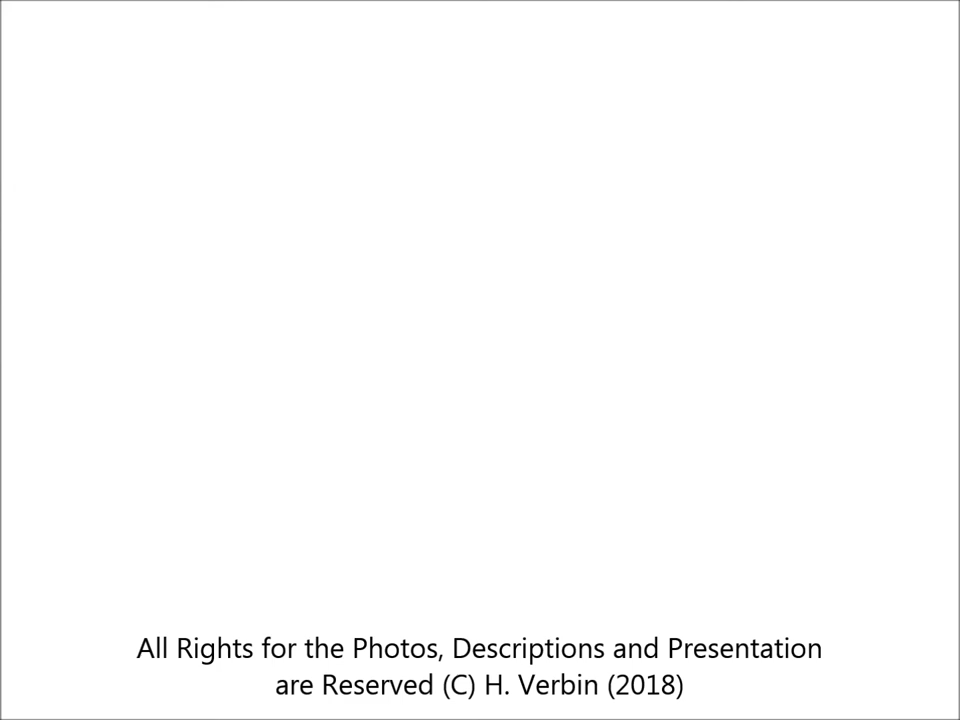 All Rights for the Photos, Descriptions and Presentation
are Reserved (C) H. Verbin (2018)